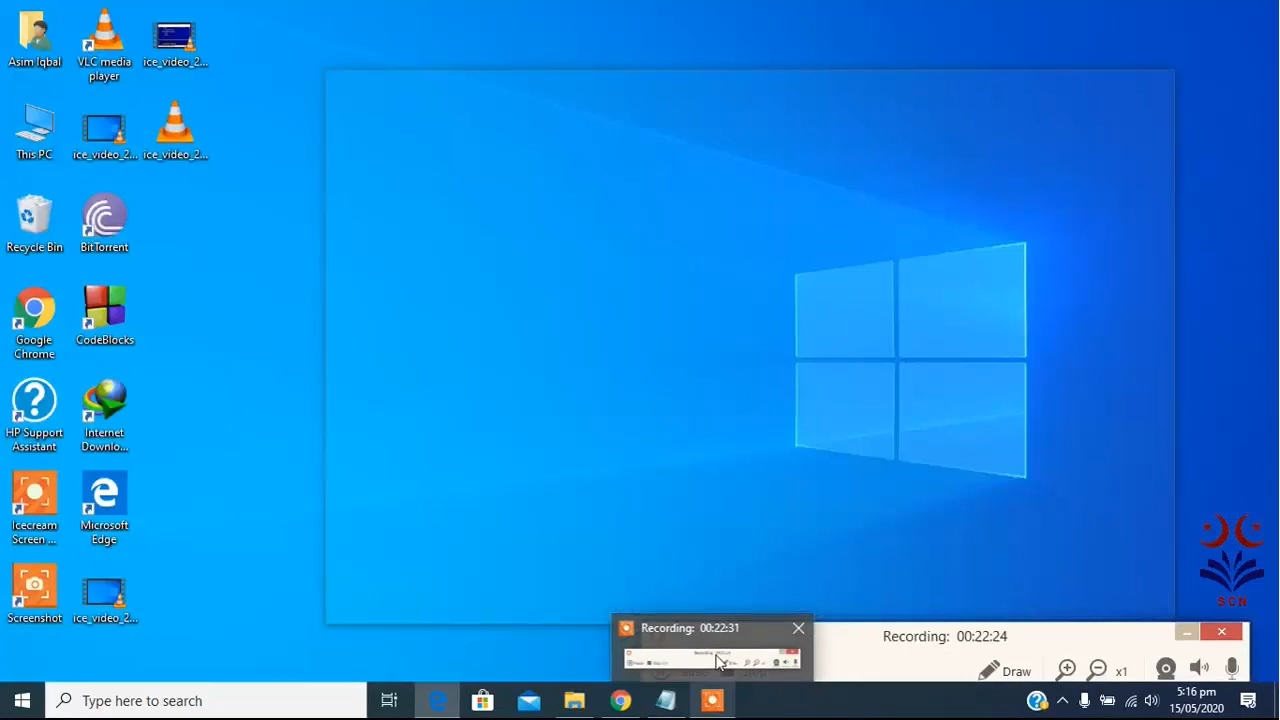 Asim Iqbal
VLC media
player
ice_video_2...
This PC
ice_video_2...
ice_video_2...
Recycle Bin
BitTorrent
Google
Chrome
CodeBlocks
HP Support
Assistant
Internet
Downlo...
Icecream
Screen ...
Microsoft
Edge
Screenshot
ice_video_2...
SCN
Recording: 00:22:31
Recording: 00:22:24
Draw
x1
Type here to search
5:16 pm
15/05/2020